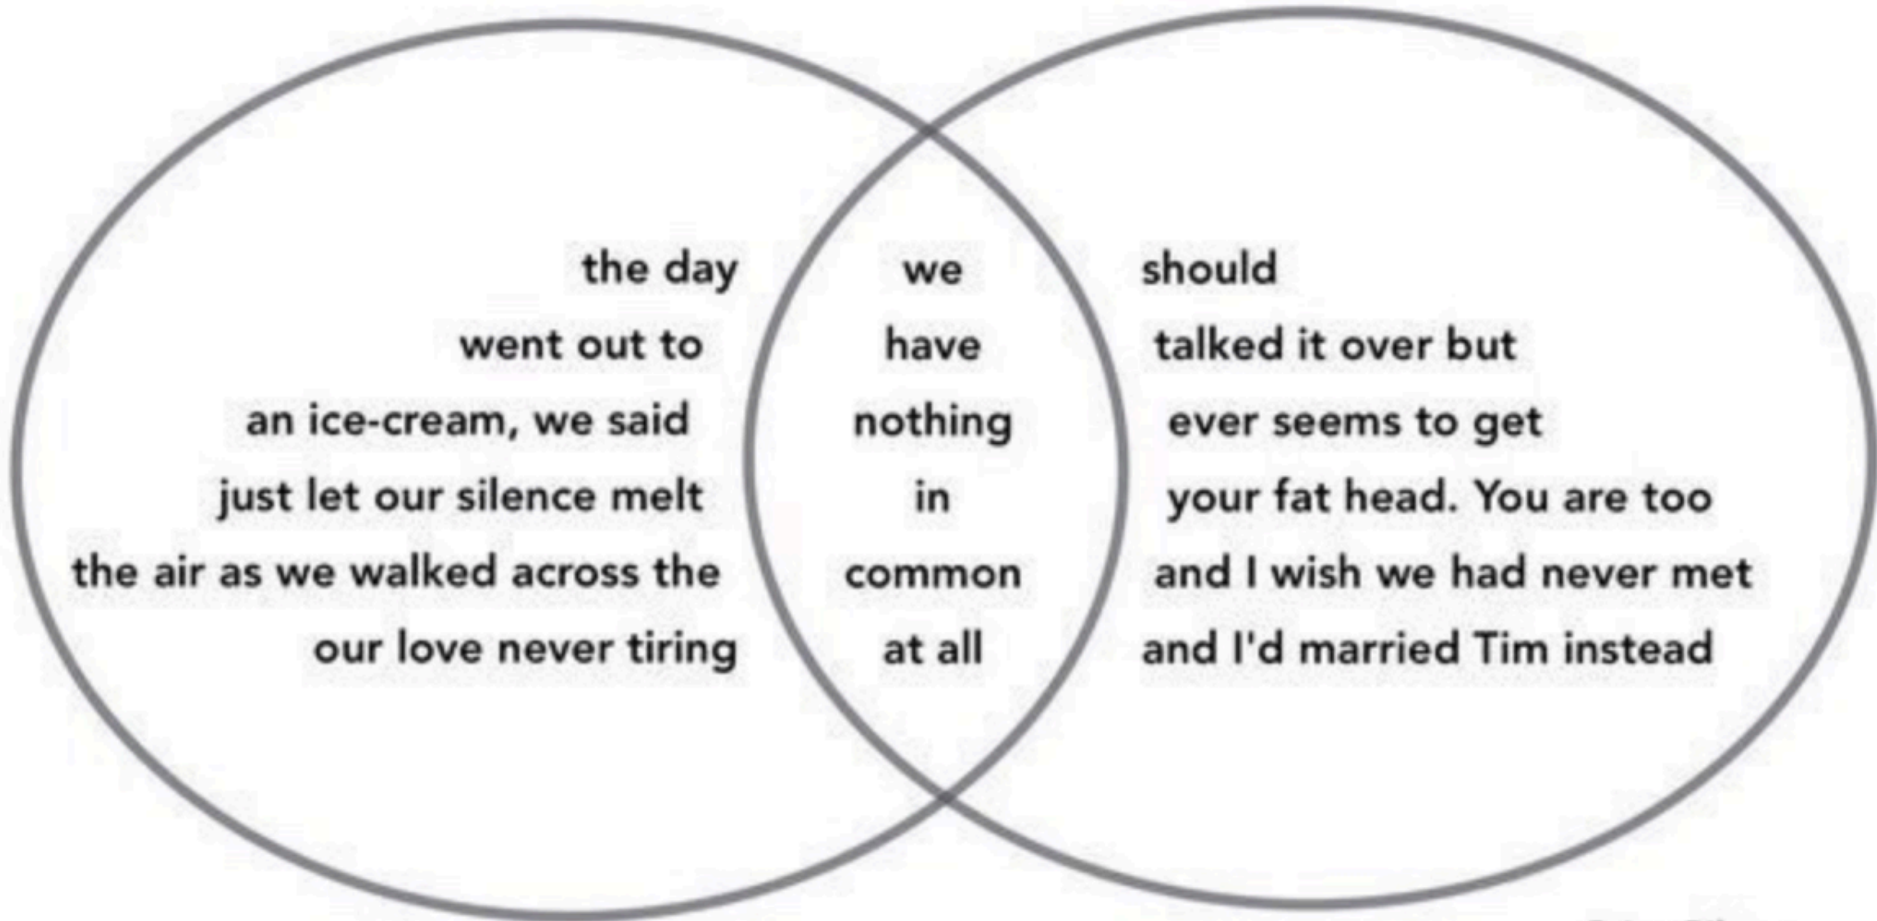 the day we should
went out to have talked it over but
an ice-cream, we said nothing ever seems to get
just let our silence melt in your fat head. You are too
the air as we walked across the common and I wish we had never met
our love never tiring at all and I'd married Tim instead